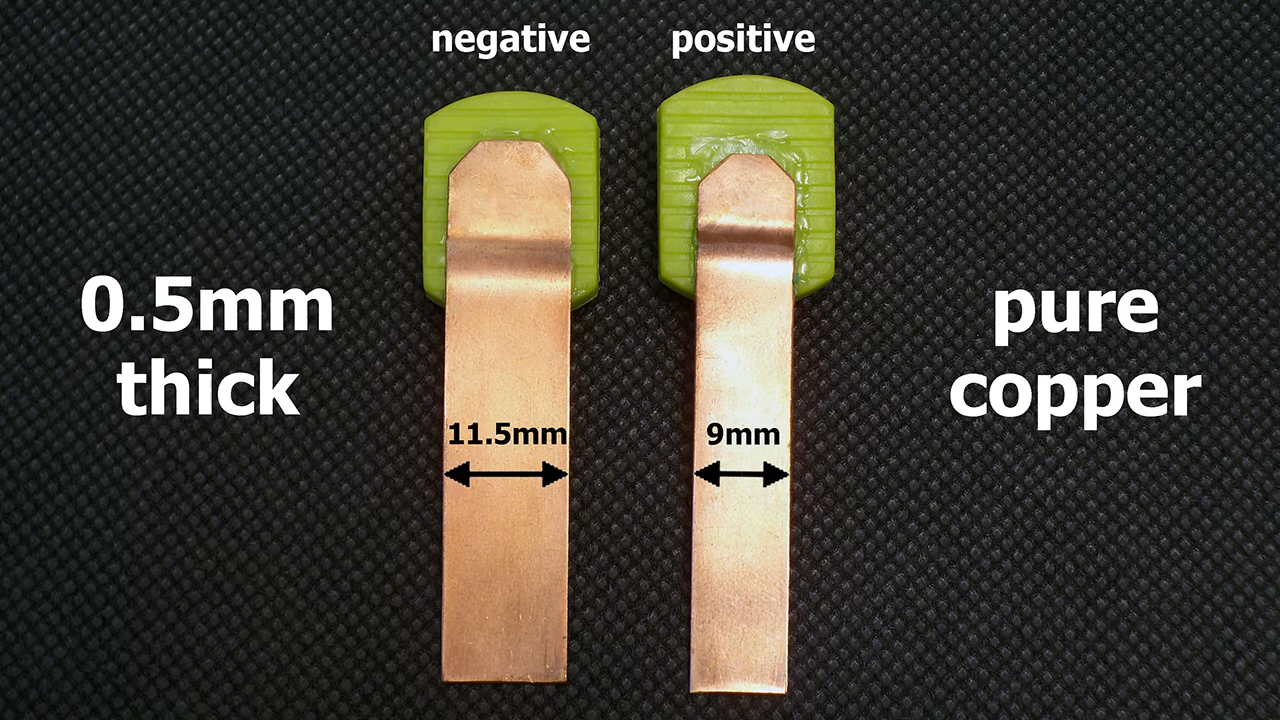 negative
positive
0.5mm
thick
pure
copper
11.5mm
9mm